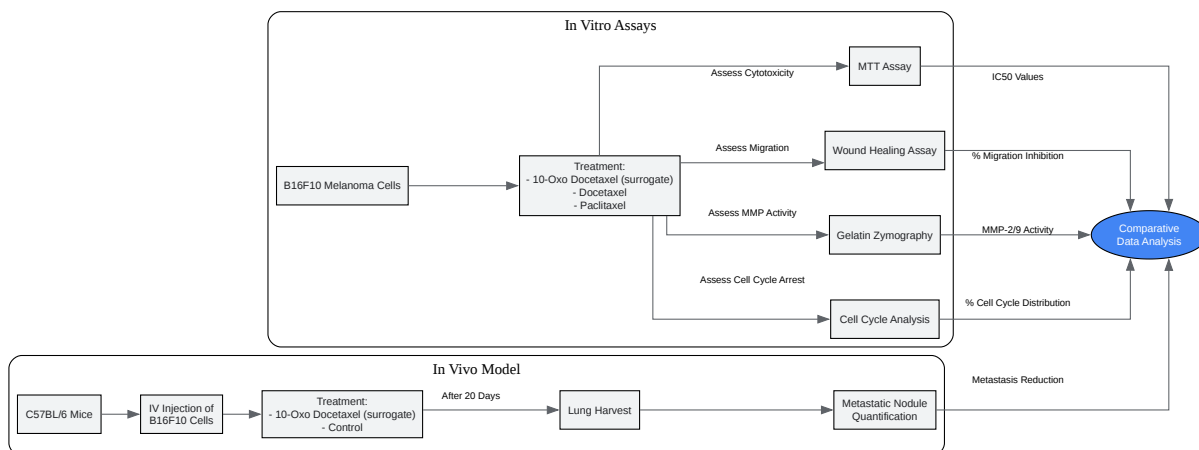 In Vitro Assays
MTT Assay
Assess Cytotoxicity
IC50 Values
Assess Migration
Wound Healing Assay
% Migration Inhibition
B16F10 Melanoma Cells
Treatment:
- 10-Oxo Docetaxel (surrogate)
- Docetaxel
- Paclitaxel
Assess MMP Activity
Gelatin Zymography
MMP-2/9 Activity
Comparative
Data Analysis
Assess Cell Cycle Arrest
Cell Cycle Analysis
% Cell Cycle Distribution
In Vivo Model
Metastasis Reduction
C57BL/6 Mice
IV Injection of
B16F10 Cells
Treatment:
- 10-Oxo Docetaxel (surrogate)
- Control
After 20 Days
Lung Harvest
Metastatic Nodule
Quantification